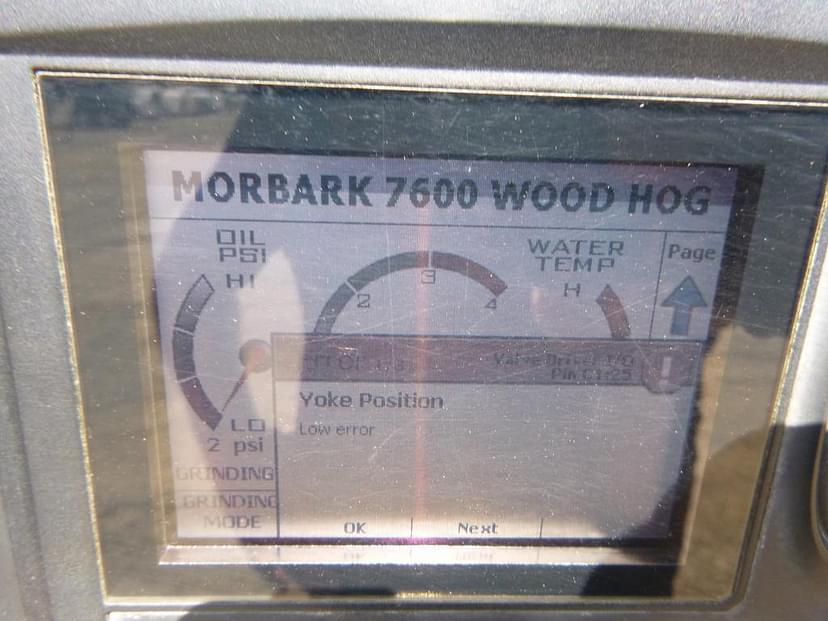 MORBARK 7600 WOOD HOG
OIL
PSI
HI
LO
2 psi
2
3
4
WATER
TEMP
H
Page
Valve Driver I/O
Pin C1:25
Yoke Position
Low error
GRINDING
GRINDING
MODE
OK
Next